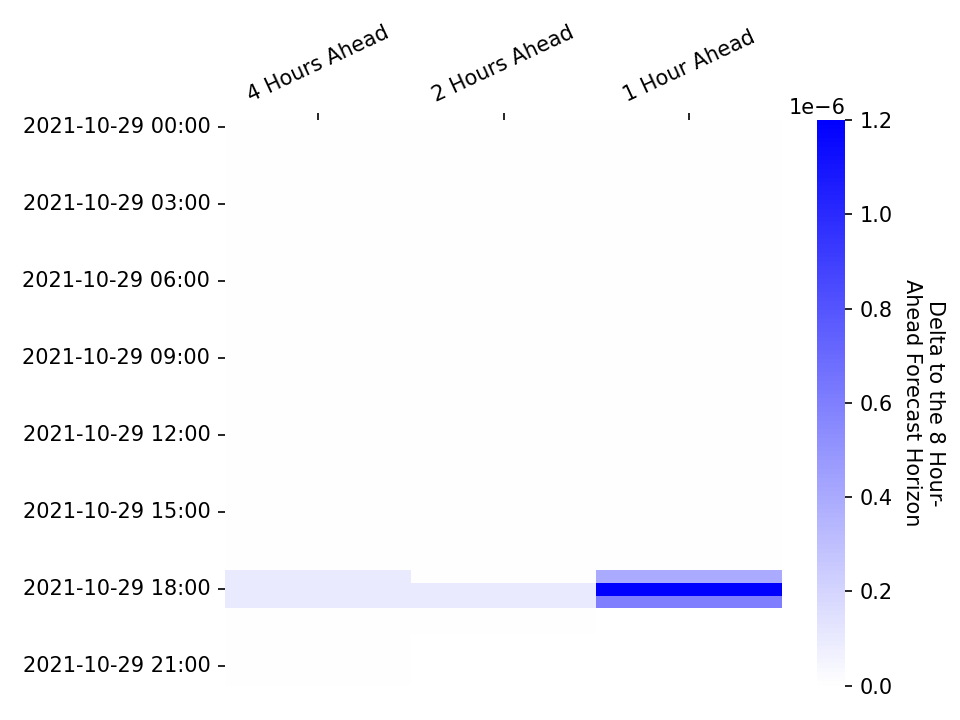 4 Hours Ahead
2 Hours Ahead
1 Hour Ahead
2021-10-29 00:00
2021-10-29 03:00
2021-10-29 06:00
2021-10-29 09:00
2021-10-29 12:00
2021-10-29 15:00
2021-10-29 18:00
2021-10-29 21:00
1e−6
1.2
1.0
0.8
0.6
0.4
0.2
0.0
Delta to the 8 Hour-
Ahead Forecast Horizon